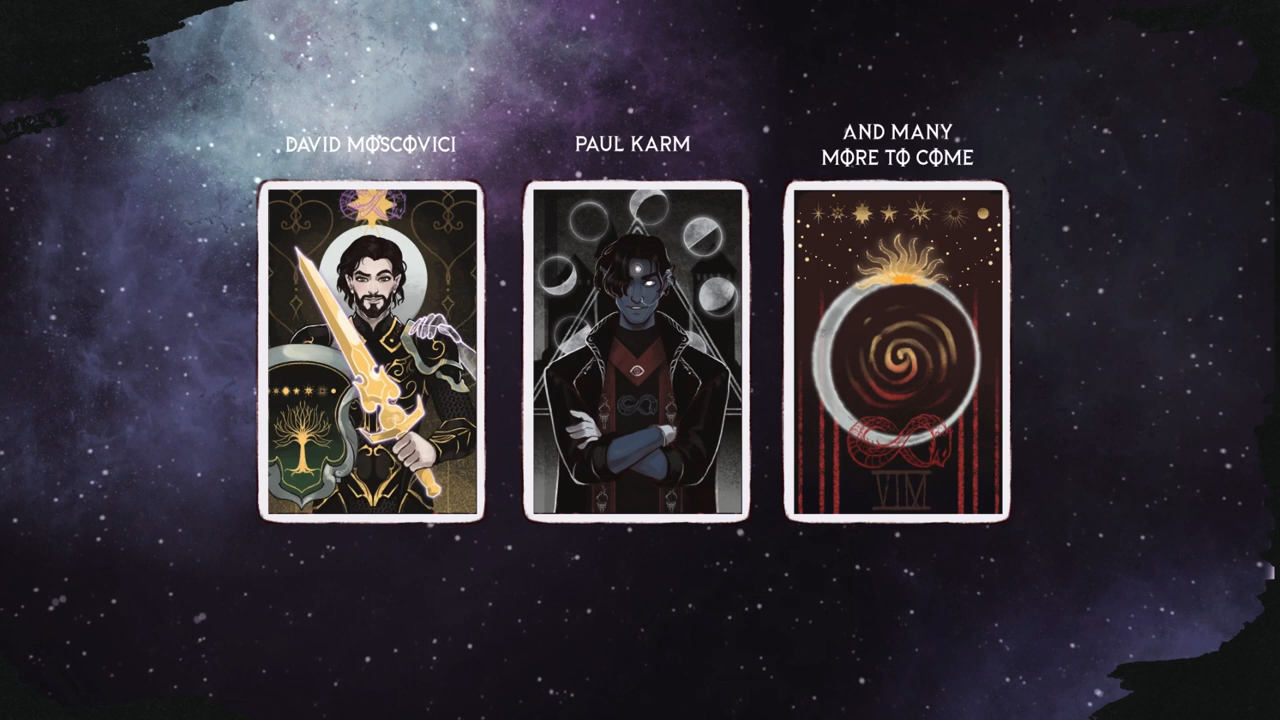 DAVID MOSCOVICI
PAUL KARM
AND MANY
MORE TO COME
VIM